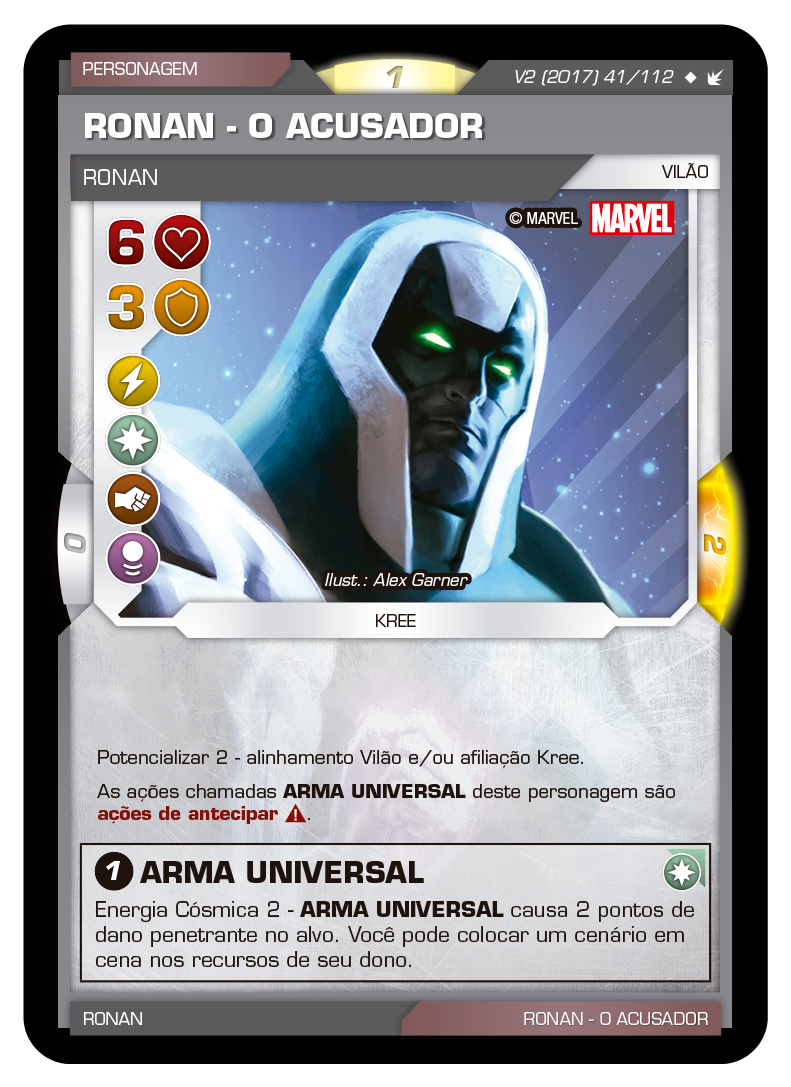 PERSONAGEM
1
V2 (2017) 41/112
RONAN - O ACUSADOR
RONAN
VILÃO
© MARVEL
MARVEL
6
3
0
2
Ilust.: Alex Garner
KREE
Potencializar 2 - alinhamento Vilão e/ou afiliação Kree.
As ações chamadas ARMA UNIVERSAL deste personagem são
ações de antecipar ⚠.
1 ARMA UNIVERSAL
Energia Cósmica 2 - ARMA UNIVERSAL causa 2 pontos de
dano penetrante no alvo. Você pode colocar um cenário em
cena nos recursos de seu dono.
RONAN
RONAN - O ACUSADOR